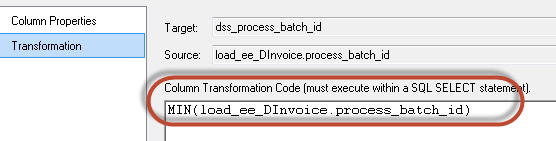 Column Properties
Transformation
Target: dss_process_batch_id
Source: load_ee_DInvoice.process_batch_id
Column Transformation Code (must execute within a SQL SELECT statement).
MIN(load_ee_DInvoice.process_batch_id)